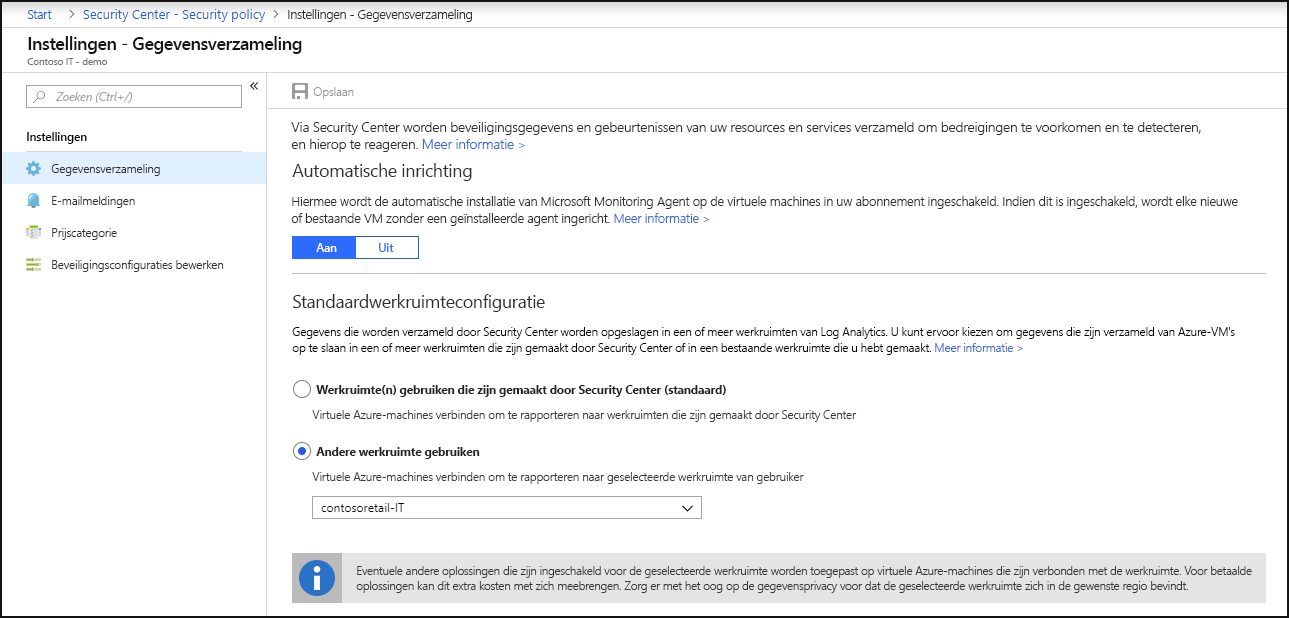 Start > Security Center - Security policy > Instellingen - Gegevensverzameling
Instellingen - Gegevensverzameling
Contoso IT - demo
Zoeken (Ctrl+/)
«
Instellingen
Gegevensverzameling
E-mailmeldingen
Prijscategorie
Beveiligingsconfiguraties bewerken
Opslaan
Via Security Center worden beveiligingsgegevens en gebeurtenissen van uw resources en services verzameld om bedreigingen te voorkomen en te detecteren,
en hierop te reageren. Meer informatie >
Automatische inrichting
Hiermee wordt de automatische installatie van Microsoft Monitoring Agent op de virtuele machines in uw abonnement ingeschakeld. Indien dit is ingeschakeld, wordt elke nieuwe
of bestaande VM zonder een geïnstalleerde agent ingericht. Meer informatie >
Aan Uit
Standaardwerkruimteconfiguratie
Gegevens die worden verzameld door Security Center worden opgeslagen in een of meer werkruimten van Log Analytics. U kunt ervoor kiezen om gegevens die zijn verzameld van Azure-VM's
op te slaan in een of meer werkruimten die zijn gemaakt door Security Center of in een bestaande werkruimte die u hebt gemaakt. Meer informatie >
Werkruimte(n) gebruiken die zijn gemaakt door Security Center (standaard)
Virtuele Azure-machines verbinden om te rapporteren naar werkruimten die zijn gemaakt door Security Center
Andere werkruimte gebruiken
Virtuele Azure-machines verbinden om te rapporteren naar geselecteerde werkruimte van gebruiker
contosoretail-IT
Eventuele andere oplossingen die zijn ingeschakeld voor de geselecteerde werkruimte worden toegepast op virtuele Azure-machines die zijn verbonden met de werkruimte. Voor betaalde
oplossingen kan dit extra kosten met zich meebrengen. Zorg er met het oog op de gegevensprivacy voor dat de geselecteerde werkruimte zich in de gewenste regio bevindt.